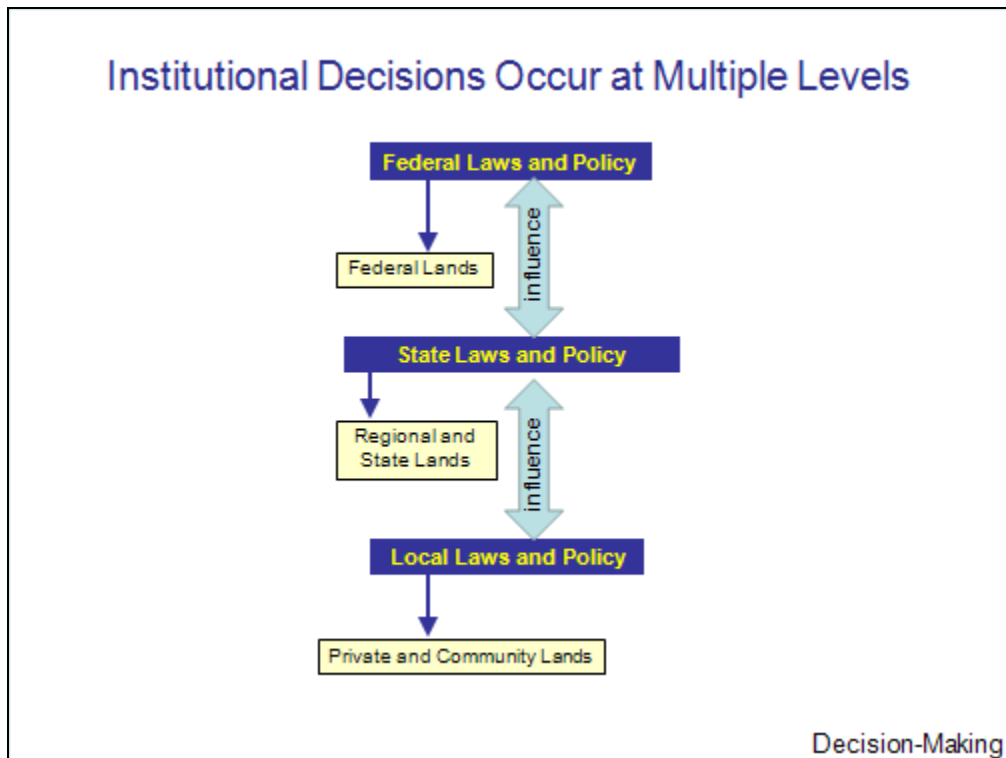 Institutional Decisions Occur at Multiple Levels
Federal Laws and Policy
influence
Federal Lands
State Laws and Policy
influence
Regional and
State Lands
Local Laws and Policy
Private and Community Lands
Decision-Making